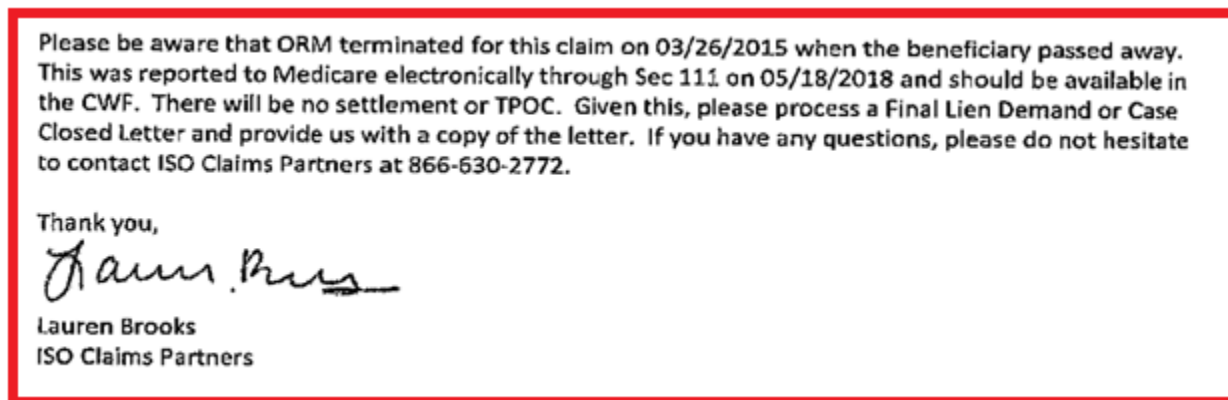 Please be aware that ORM terminated for this claim on 03/26/2015 when the beneficiary passed away.
This was reported to Medicare electronically through Sec 111 on 05/18/2018 and should be available in
the CWF. There will be no settlement or TPOC. Given this, please process a Final Lien Demand or Case
Closed Letter and provide us with a copy of the letter. If you have any questions, please do not hesitate
to contact ISO Claims Partners at 866-630-2772.
Thank you,
Lauren Brooks
ISO Claims Partners